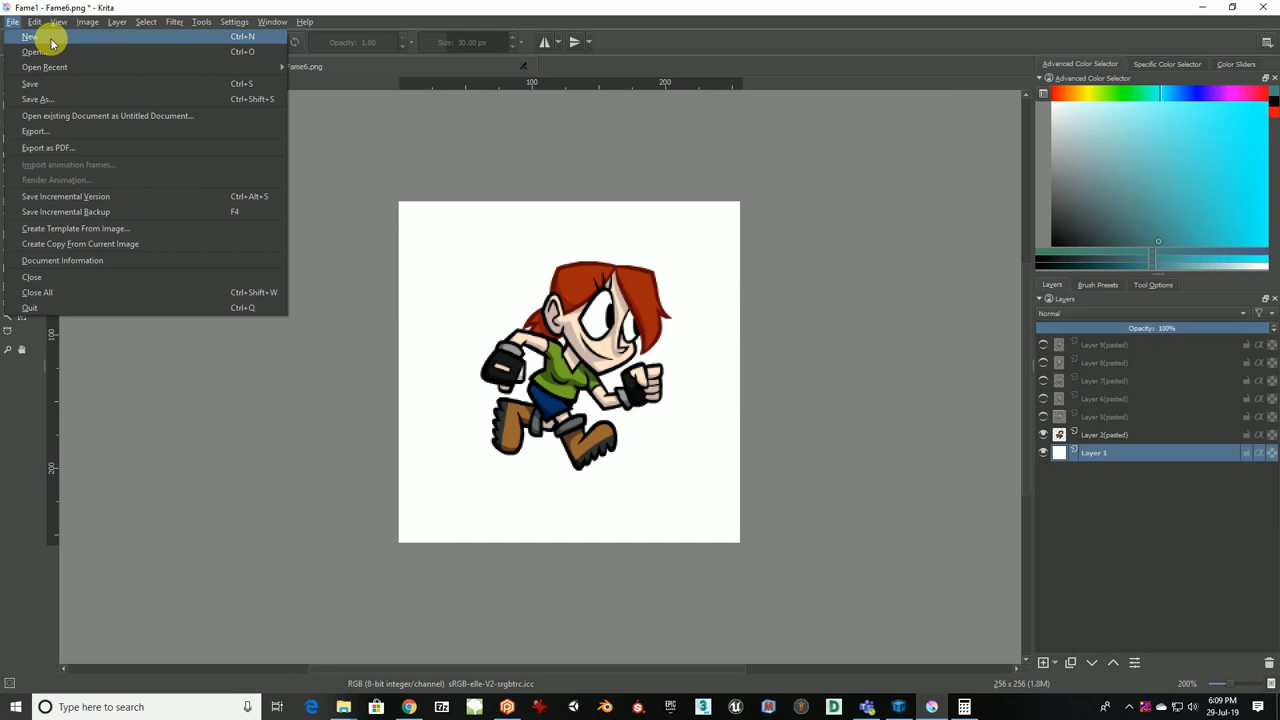 Fame1 - Fame6.png * - Krita
File Edit View Image Layer Select Filter Tools Settings Window Help
New Ctrl+N
Open Ctrl+O
Open Recent
Save Ctrl+S
Save As... Ctrl+Shift+S
Open existing Document as Untitled Document...
Export...
Export as PDF...
Import animation frames...
Render Animation...
Save Incremental Version Ctrl+Alt+S
Save Incremental Backup F4
Create Template From Image...
Create Copy From Current Image
Document Information
Close
Close All Ctrl+Shift+W
Quit Ctrl+Q
Opacity: 1.00
Size: 30.00 px
Fame6.png
100 200
100
200
Advanced Color Selector Specific Color Selector Color Sliders
Advanced Color Selector
Layers Brush Presets Tool Options
Layers
Normal
Opacity: 100%
Layer 9(pasted)
Layer 8(pasted)
Layer 7(pasted)
Layer 6(pasted)
Layer 5(pasted)
Layer 2(pasted)
Layer 1
RGB (8-bit integer/channel) sRGB-elle-V2-srgbtrc.icc
256 x 256 (1.8M)
200%
Type here to search
6:09 PM
29-Jul-19